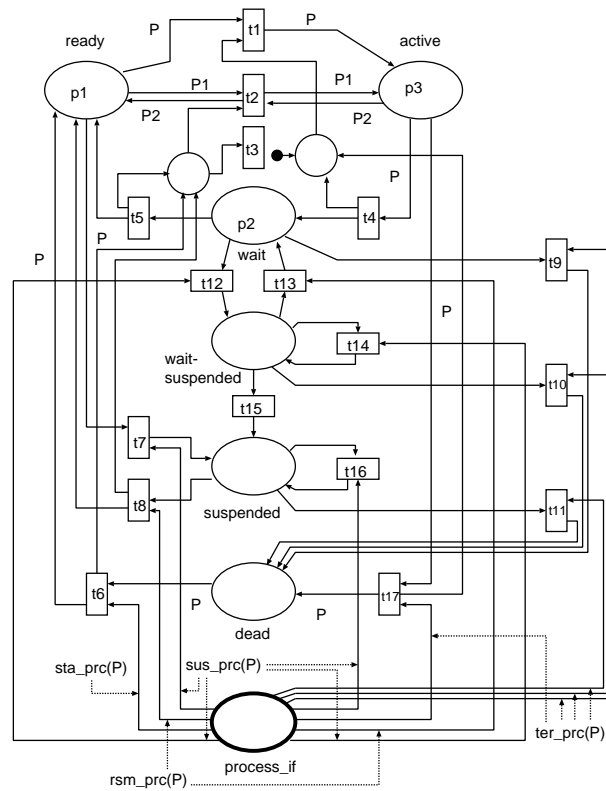 ready
P
t1
P
active
p1
P1
t2
P1
p3
P2
P2
t3
P
t5
p2
t4
P
P
wait
t9
t12
t13
P
t14
wait-
suspended
t10
t15
t7
t16
t8
suspended
t11
t6
P
P
t17
dead
sta_prc(P)
sus_prc(P)
ter_prc(P)
process_if
rsm_prc(P)